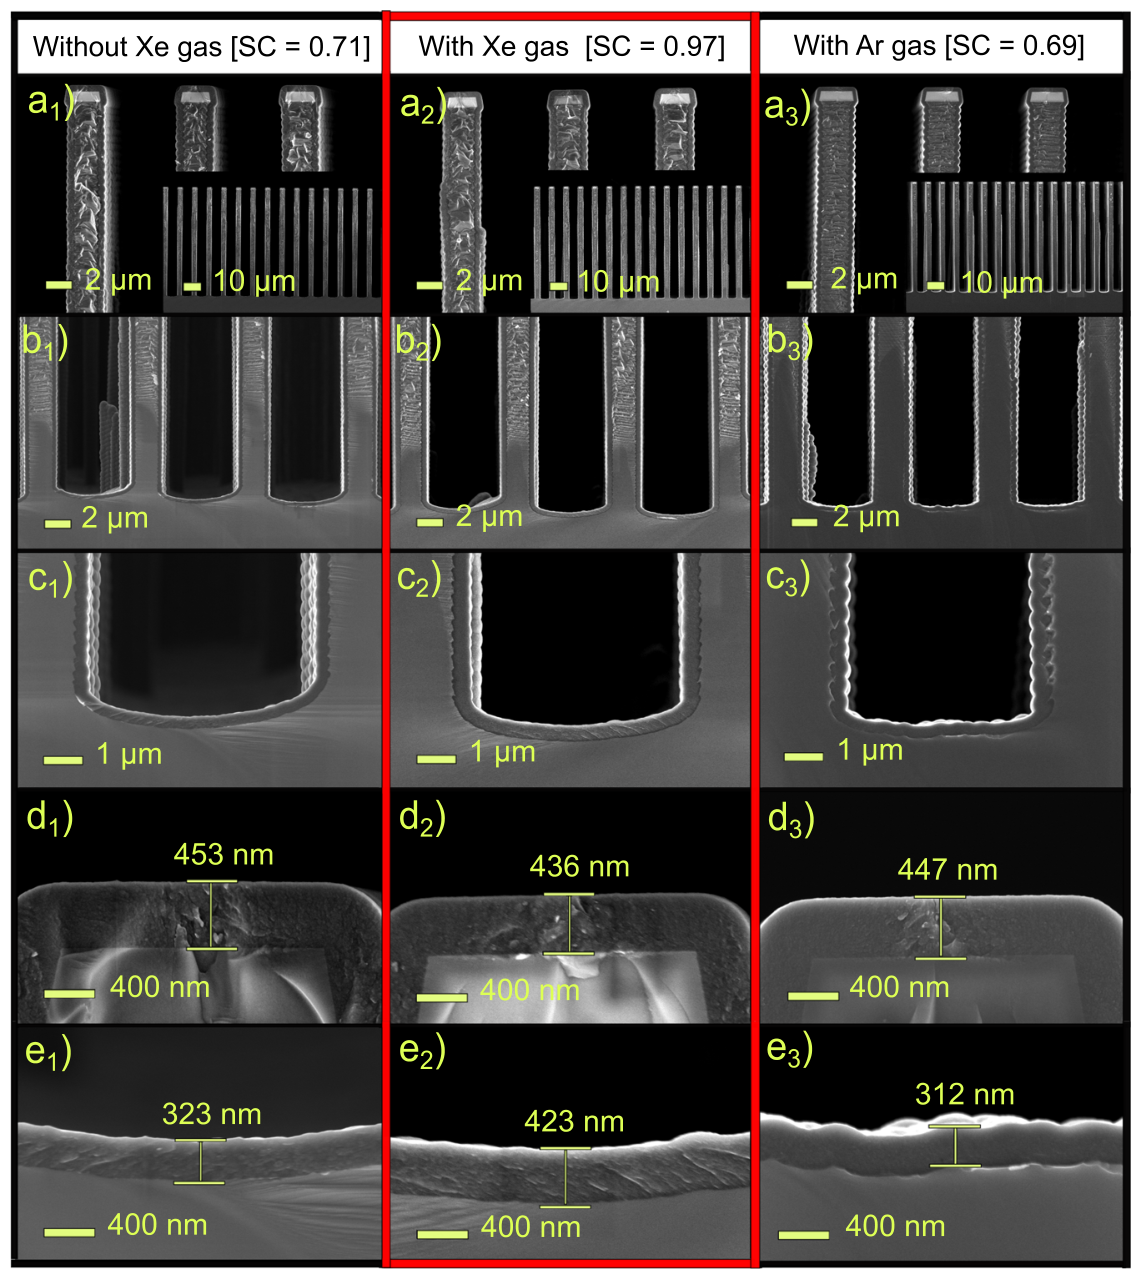 Without Xe gas [SC = 0.71]
With Xe gas [SC = 0.97]
With Ar gas [SC = 0.69]
a1)
2 µm
10 µm
a2)
2 µm
10 µm
a3)
2 µm
10 µm
b1)
2 µm
b2)
2 µm
b3)
2 µm
c1)
1 µm
c2)
1 µm
c3)
1 µm
d1)
453 nm
400 nm
d2)
436 nm
400 nm
d3)
447 nm
400 nm
e1)
323 nm
400 nm
e2)
423 nm
400 nm
e3)
312 nm
400 nm